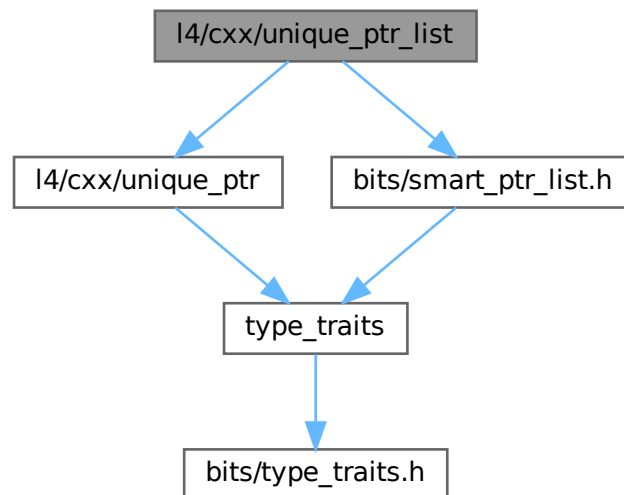 l4/cxx/unique_ptr_list
l4/cxx/unique_ptr
bits/smart_ptr_list.h
type_traits
bits/type_traits.h